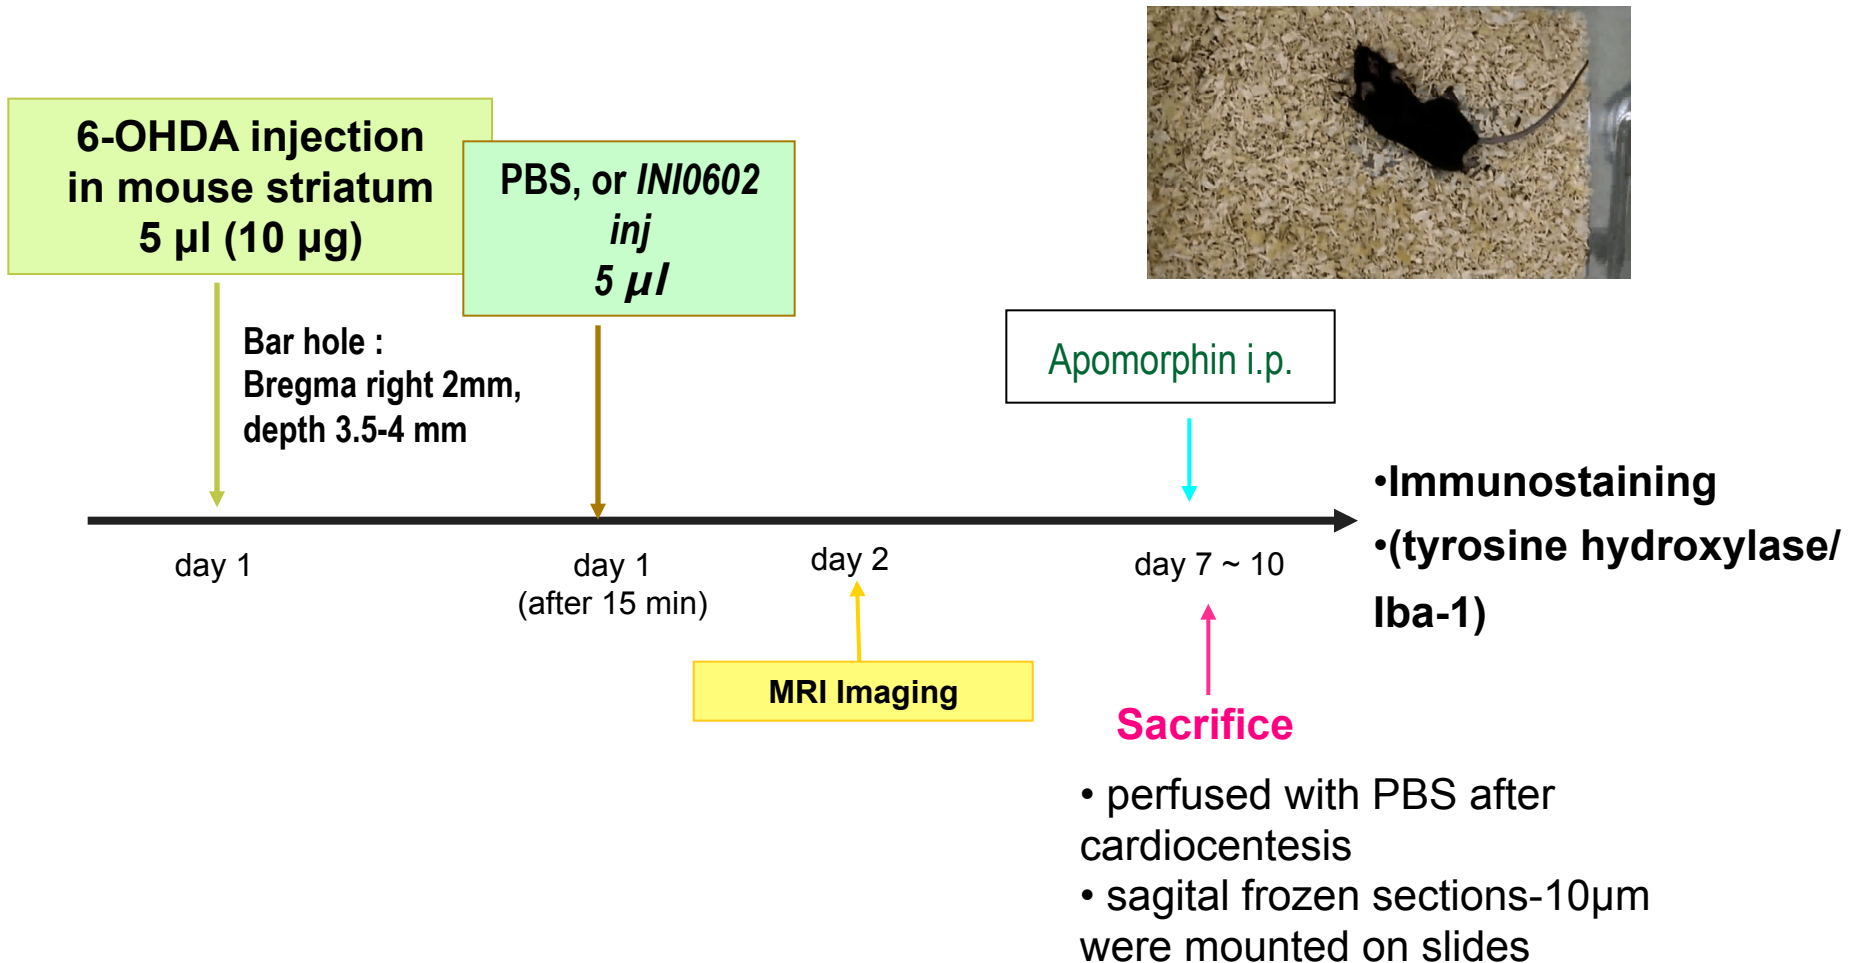 6-OHDA injection
in mouse striatum
5 µl (10 µg)
PBS, or INI0602
inj
5 µl
Bar hole :
Bregma right 2mm,
depth 3.5-4 mm
Apomorphin i.p.
day 1
day 1
(after 15 min)
day 2
day 7 ~ 10
MRI Imaging
Sacrifice
• perfused with PBS after
cardiocentesis
• sagital frozen sections-10µm
were mounted on slides
•Immunostaining
•(tyrosine hydroxylase/
Iba-1)